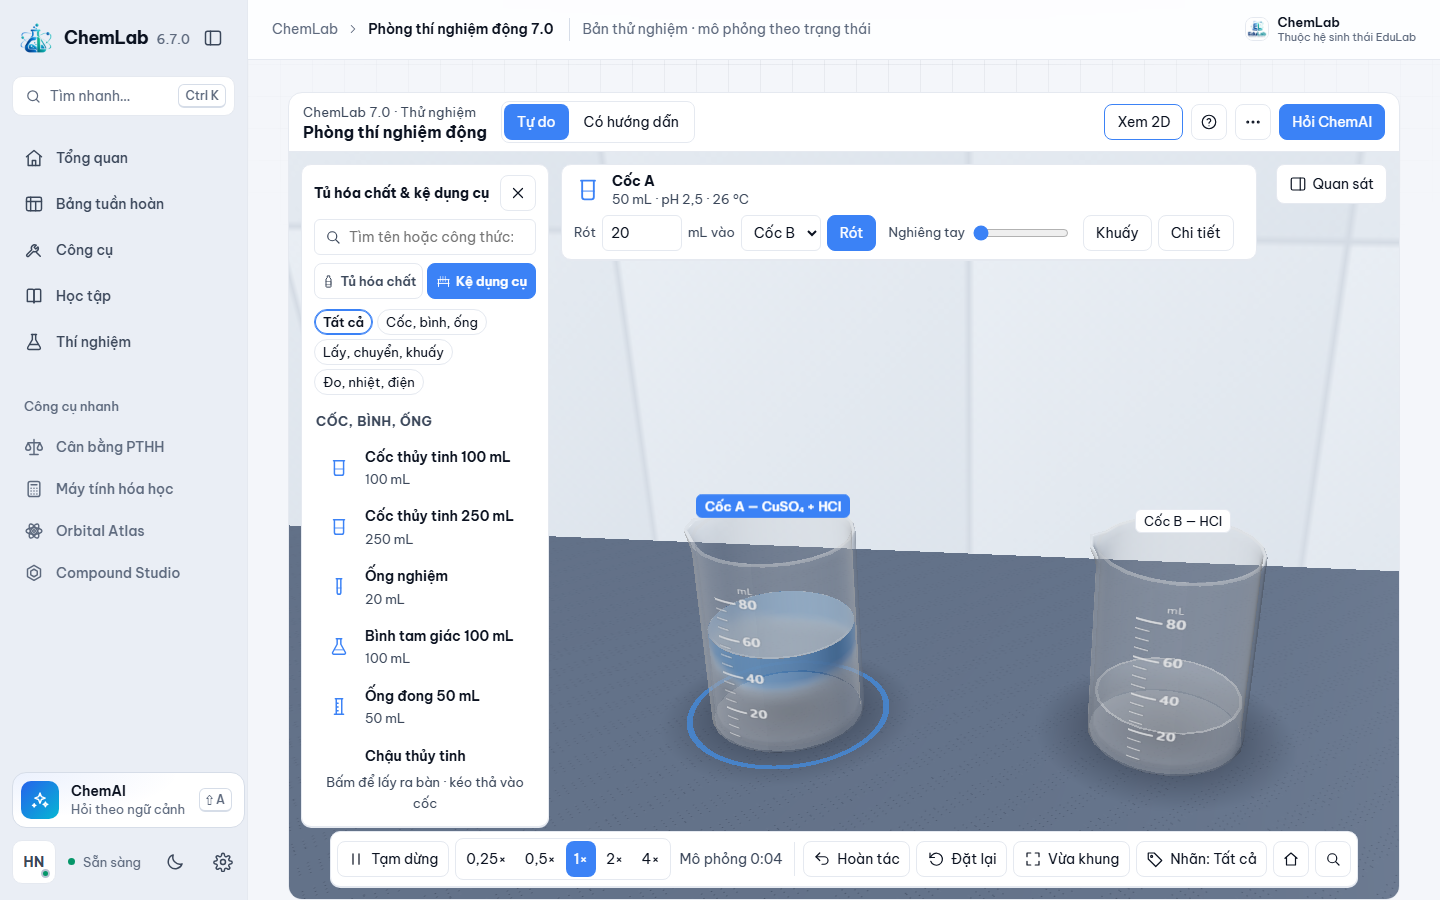 ChemLab 6.7.0
Tìm nhanh... Ctrl K
Tổng quan
Bảng tuần hoàn
Công cụ
Học tập
Thí nghiệm
Công cụ nhanh
Cân bằng PTHH
Máy tính hóa học
Orbital Atlas
Compound Studio
ChemAI
Hỏi theo ngữ cảnh
⇧ A
HN
Sẵn sàng
ChemLab > Phòng thí nghiệm động 7.0
Bản thử nghiệm · mô phỏng theo trạng thái
ChemLab
Thuộc hệ sinh thái EduLab
ChemLab 7.0 · Thử nghiệm
Phòng thí nghiệm động
Tự do
Có hướng dẫn
Xem 2D
Hỏi ChemAI
Tủ hóa chất & kệ dụng cụ
Tìm tên hoặc công thức:
Tủ hóa chất
Kệ dụng cụ
Tất cả
Cốc, bình, ống
Lấy, chuyển, khuấy
Đo, nhiệt, điện
CỐC, BÌNH, ỐNG
Cốc thủy tinh 100 mL
100 mL
Cốc thủy tinh 250 mL
250 mL
Ống nghiệm
20 mL
Bình tam giác 100 mL
100 mL
Ống đong 50 mL
50 mL
Chậu thủy tinh
Bấm để lấy ra bàn · kéo thả vào
cốc
Cốc A
50 mL · pH 2,5 · 26 °C
Rót 20 mL vào Cốc B Rót Nghiêng tay Khuấy Chi tiết
Quan sát
Cốc A — CuSO₄ + HCl
mL
80
60
40
20
Cốc B — HCl
mL
80
60
40
20
Tạm dừng
0,25× 0,5× 1× 2× 4×
Mô phỏng 0:04
Hoàn tác
Đặt lại
Vừa khung
Nhãn: Tất cả